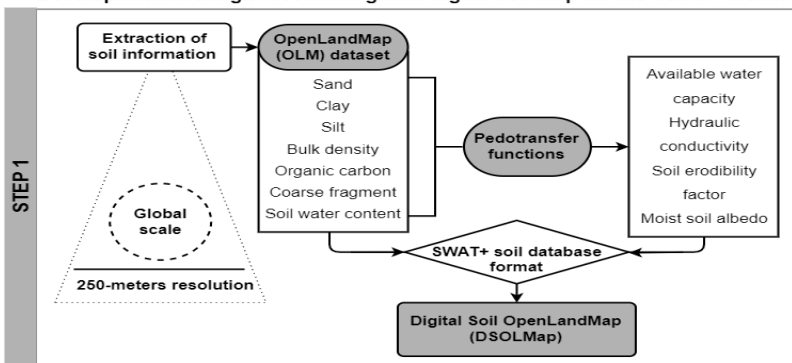 STEP 1
Extraction of
soil information
OpenLandMap
(OLM) dataset
Sand
Clay
Silt
Bulk density
Organic carbon
Coarse fragment
Soil water content
Pedotransfer
functions
Available water
capacity
Hydraulic
conductivity
Soil erodibility
factor
Moist soil albedo
Global
scale
250-meters resolution
SWAT+ soil database
format
Digital Soil OpenLandMap
(DSOLMap)